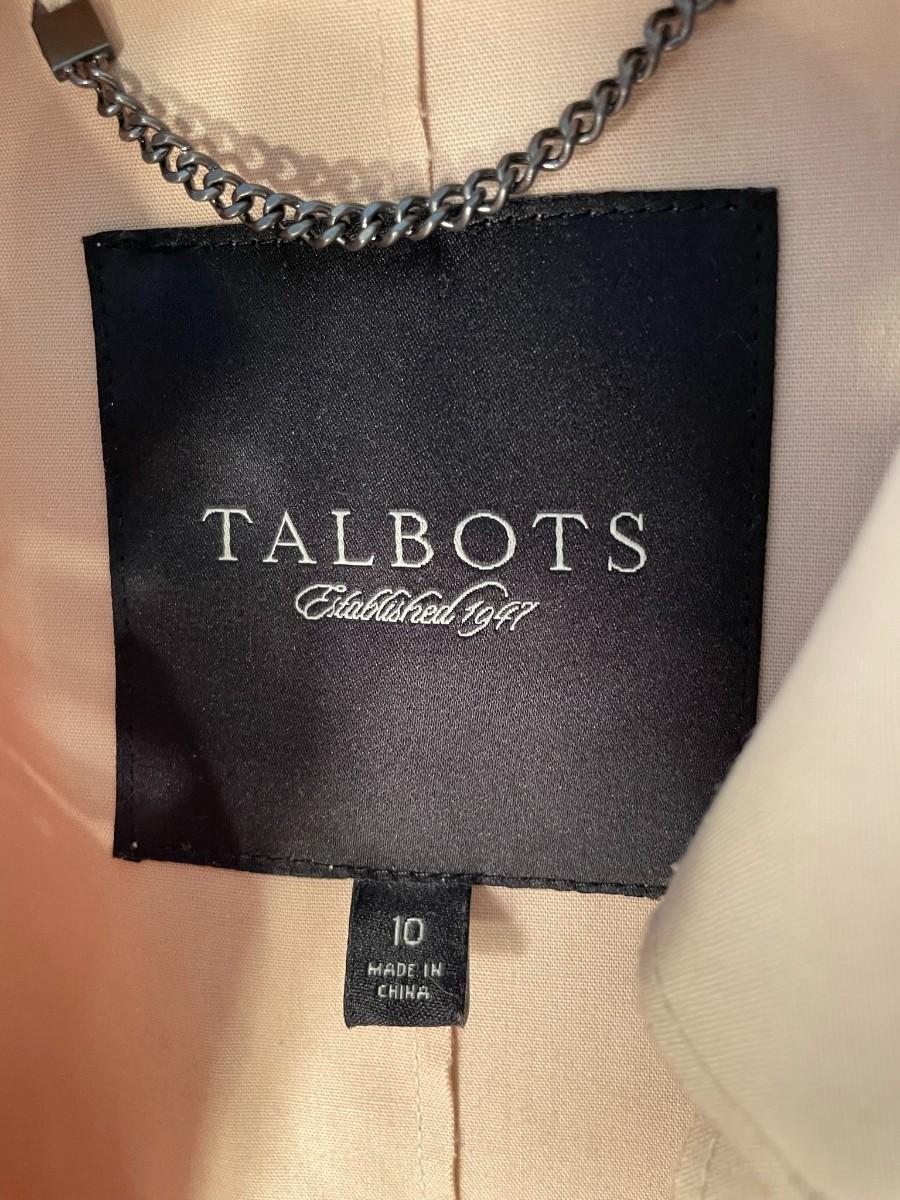 TALBOTS
Established 1947
10
MADE IN
CHINA